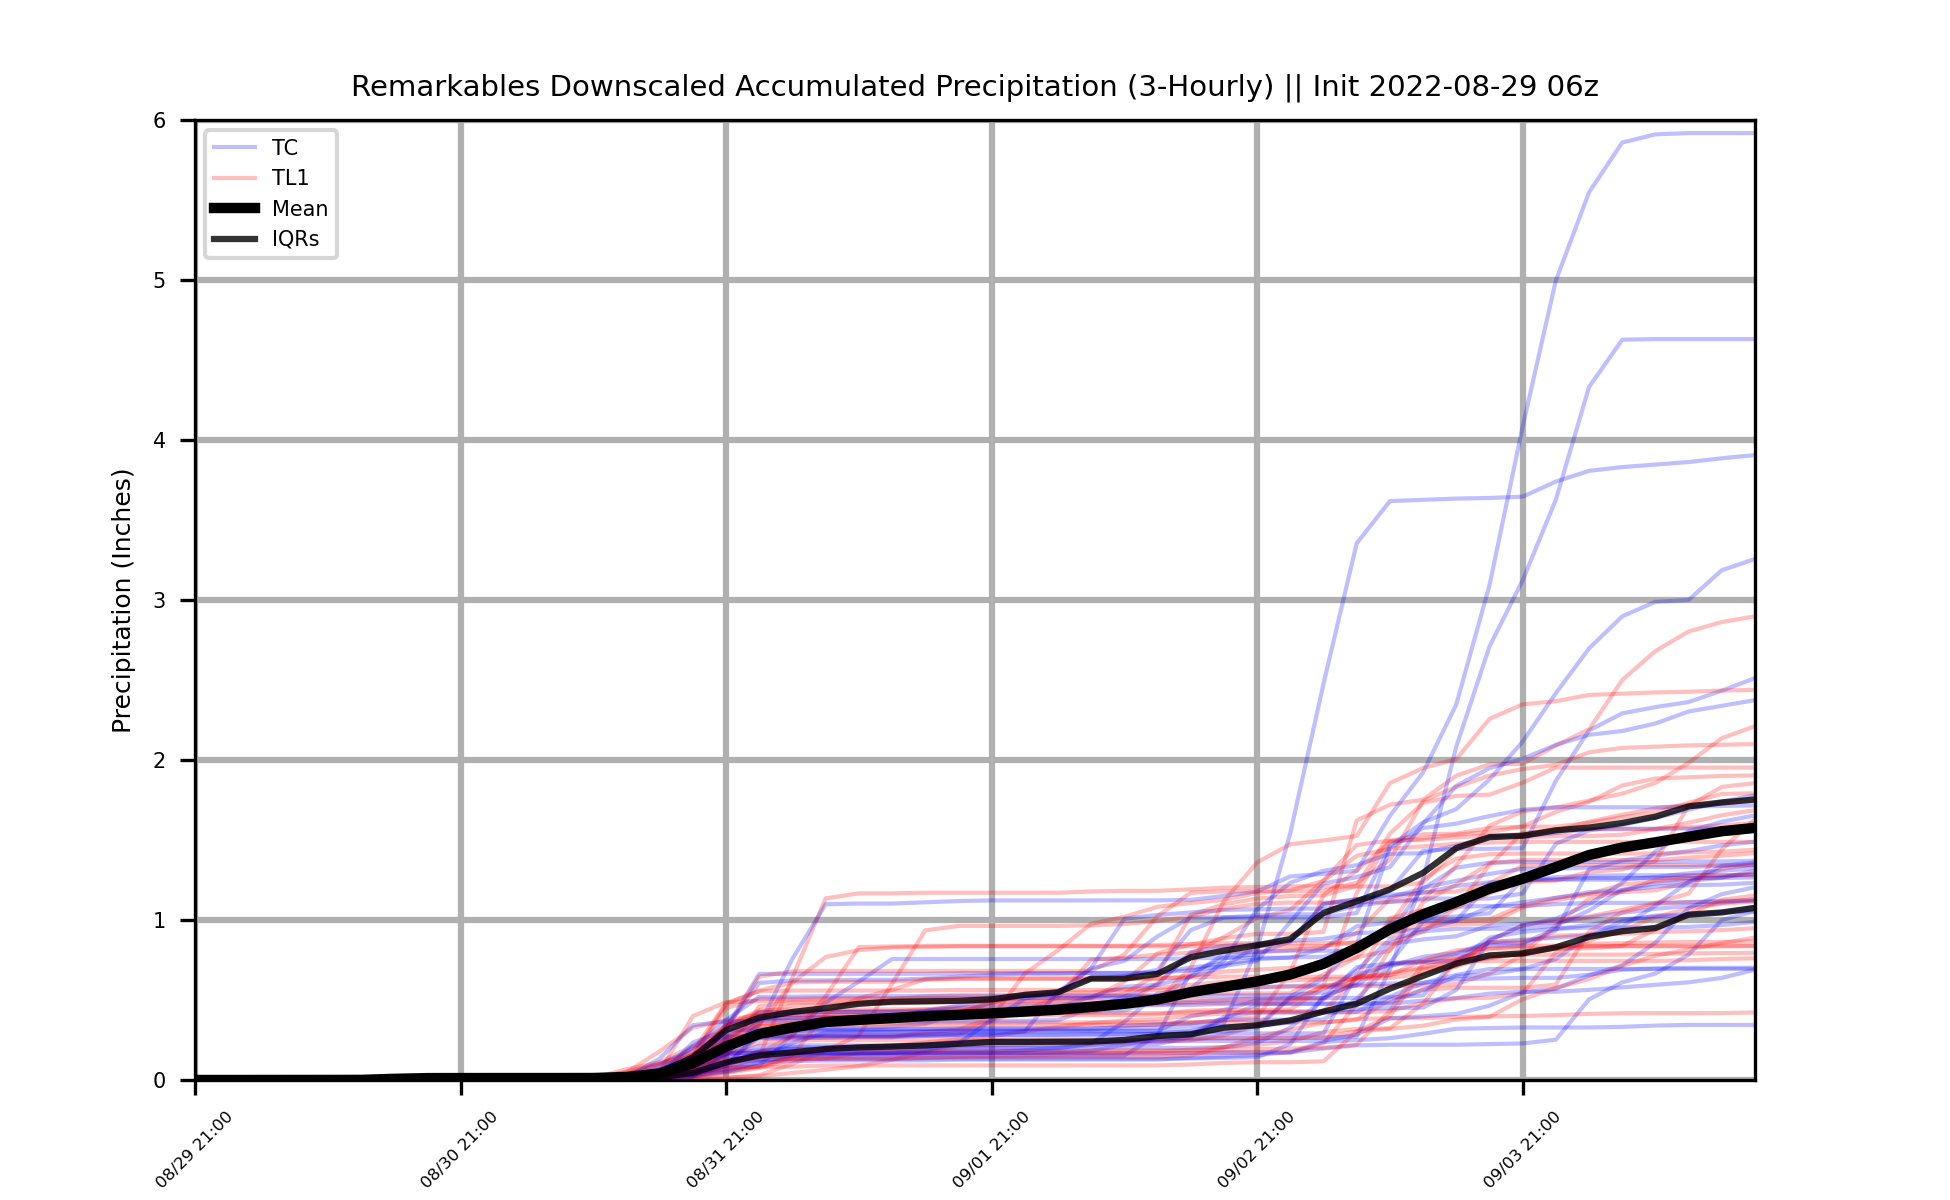 Remarkables Downscaled Accumulated Precipitation (3-Hourly) || Init 2022-08-29 06z
TC
TL1
Mean
IQRs
Precipitation (Inches)
6
5
4
3
2
1
0
08/29 21:00
08/30 21:00
08/31 21:00
09/01 21:00
09/02 21:00
09/03 21:00